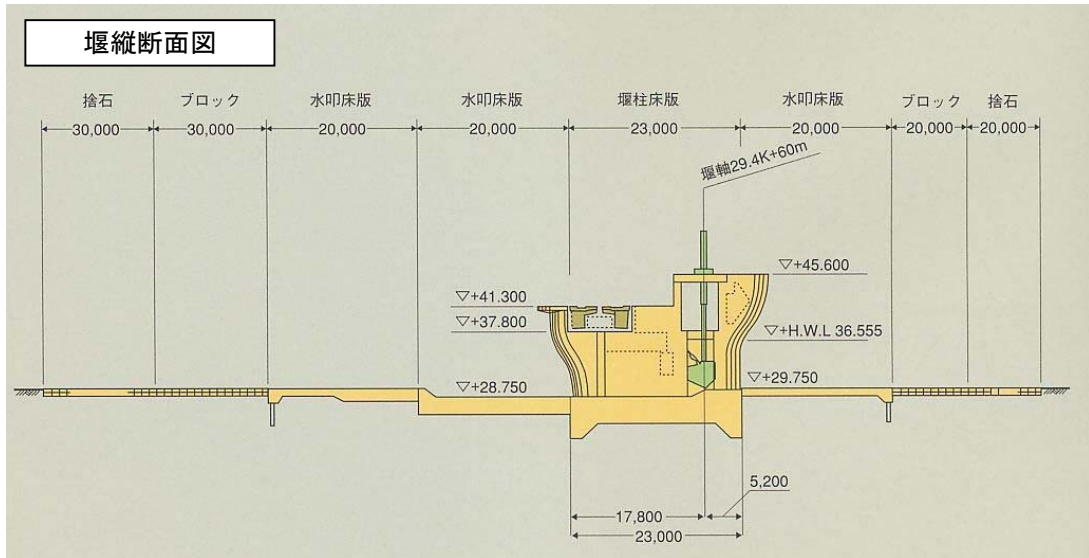 堰縦断面図
捨石 ブロック 水叩床版 水叩床版 堰柱床版 水叩床版 ブロック 捨石
30,000 30,000 20,000 20,000 23,000 20,000 20,000 20,000
堰軸29.4K+60m
▽+45.600
▽+41.300
▽+37.800
▽+H.W.L 36.555
▽+28.750
▽+29.750
5,200
17,800
23,000